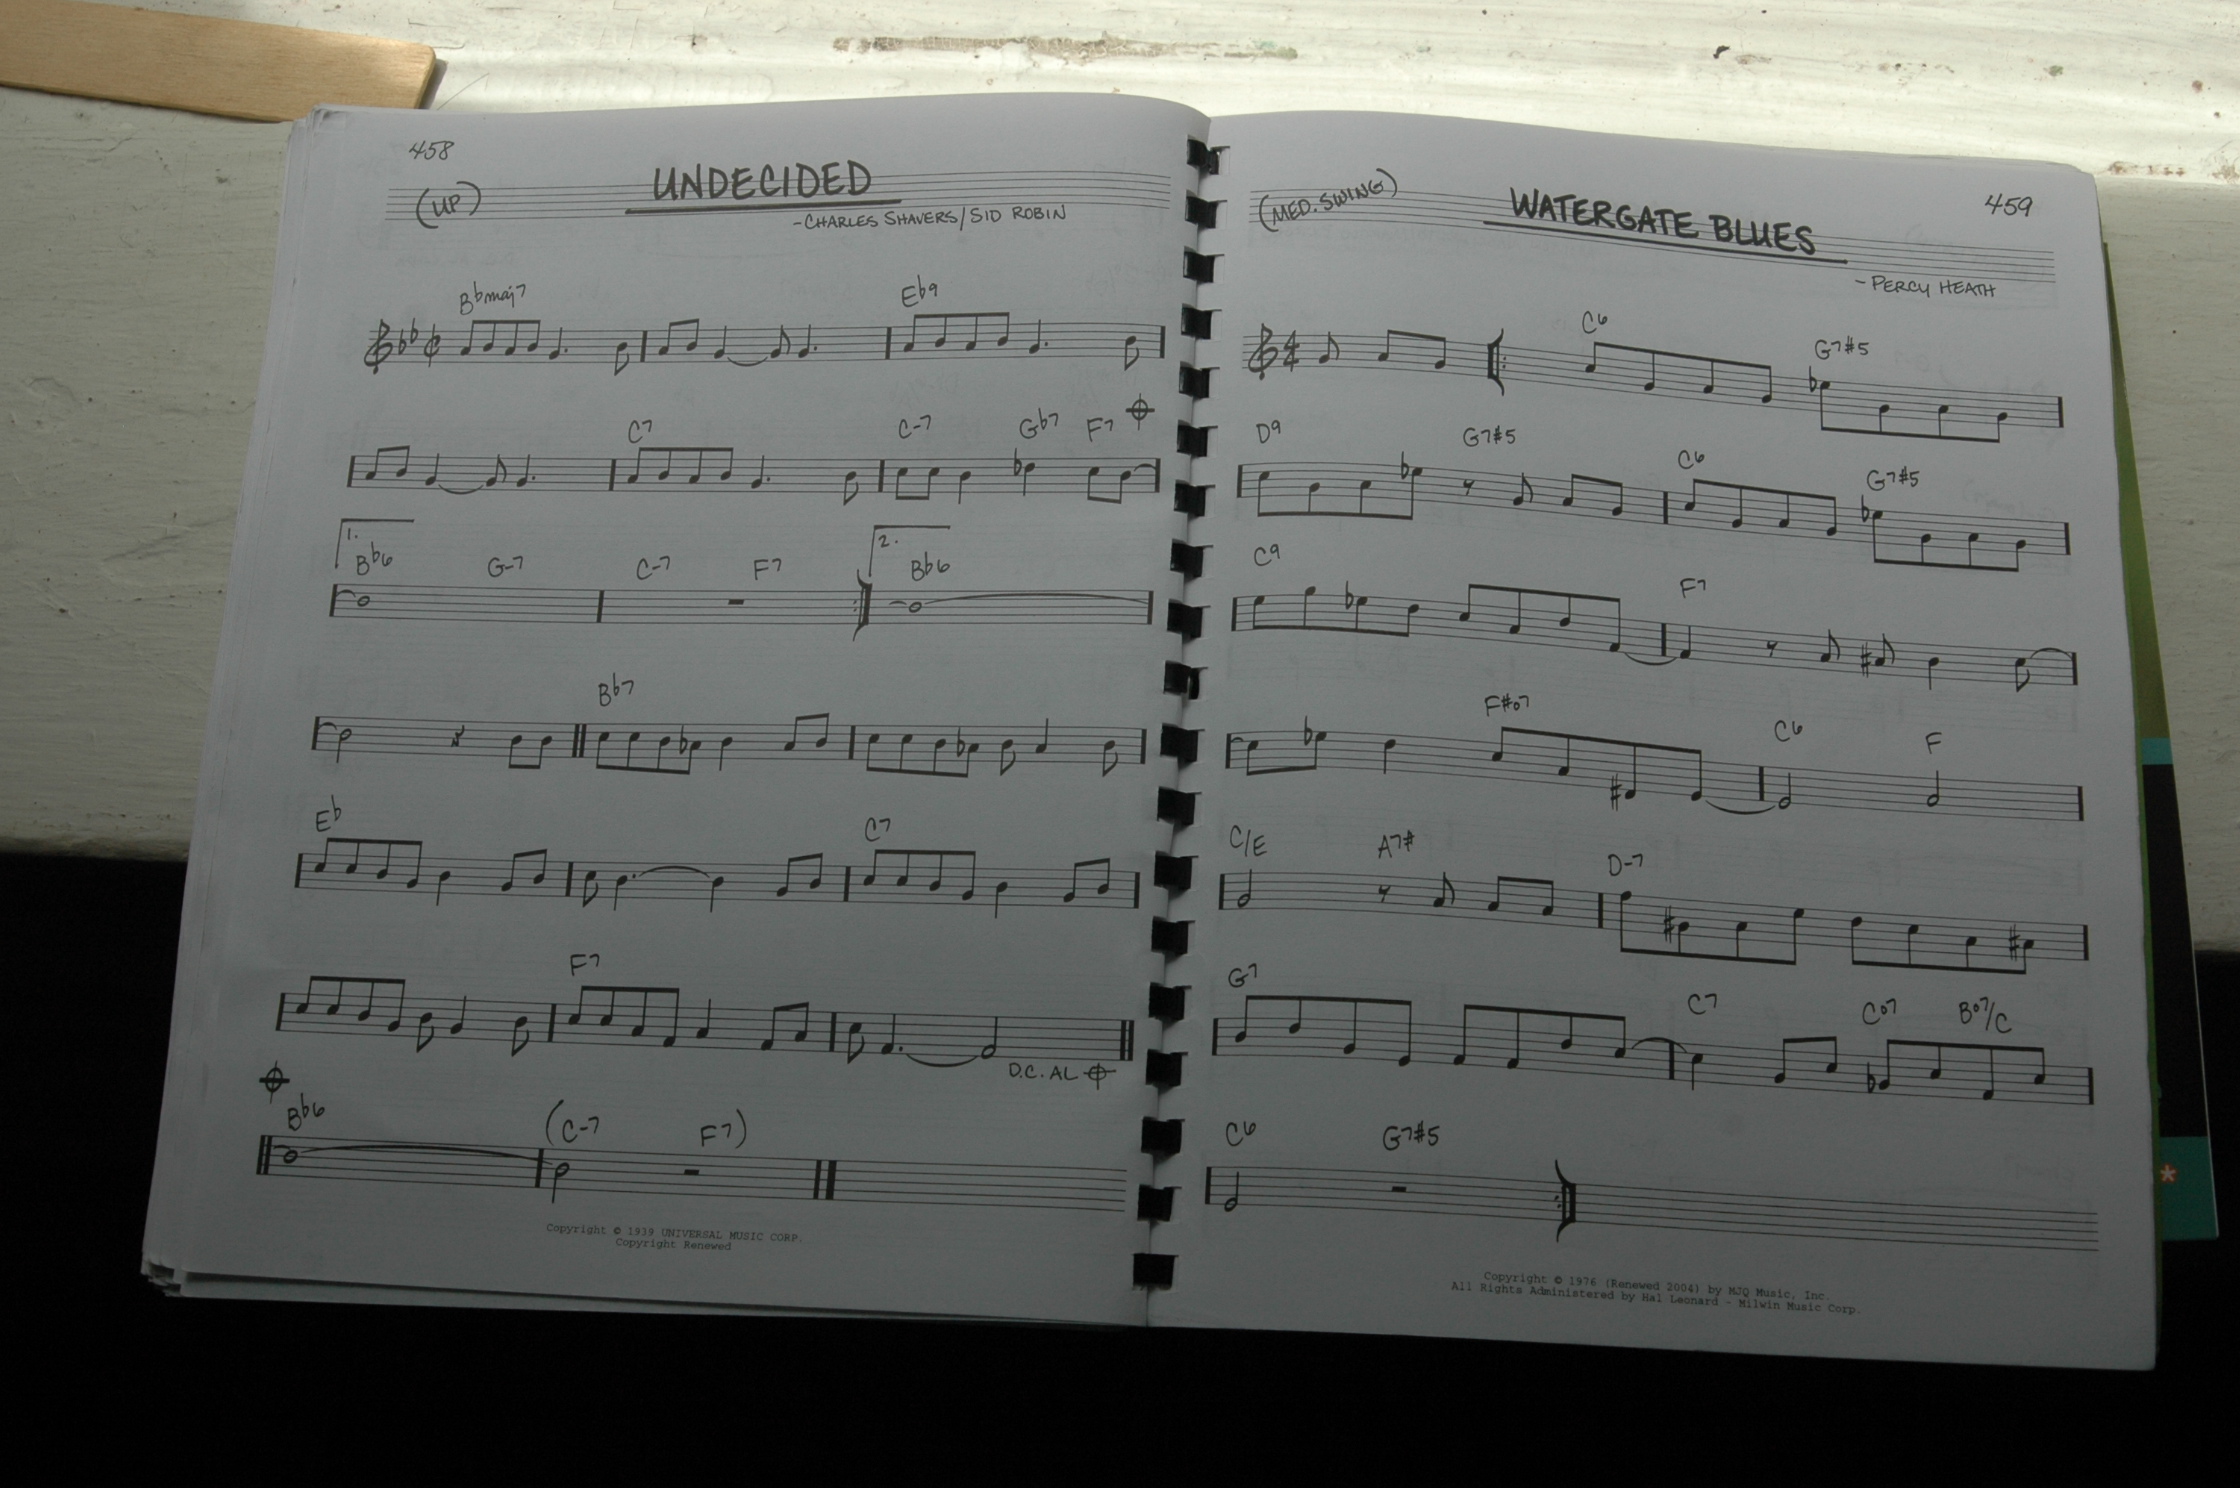 458
UNDECIDED
(UP)
-CHARLES SHAVERS/SID ROBIN
B♭maj7 E♭9
C7 C-7 G♭7 F7
1. 2.
B♭6 G-7 C-7 F7 B♭6
B♭7
E♭ C7
F7
D.C. AL
B♭6 (C-7 F7)
Copyright © 1939 UNIVERSAL MUSIC CORP.
Copyright Renewed
459
(MED. SWING)
WATERGATE BLUES
- PERCY HEATH
4
4
C6 G7#5
D9 G7#5 C6 G7#5
C9 F7
F#o7 C6 F
C/E A7# D-7
G7 C7 Co7 Bo7/C
C6 G7#5
Copyright © 1976 (Renewed 2004) by MJQ Music, Inc.
All Rights Administered by Hal Leonard - Milwin Music Corp.
*